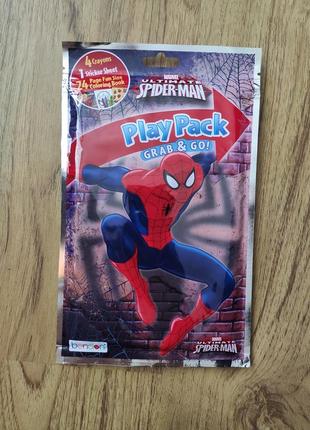 4 Crayons
1 Sticker Sheet
24 Page Fun Size
Coloring Book
MARVEL
ULTIMATE
SPIDER-MAN
Play Pack
GRAB & GO!
bendon
MARVEL
ULTIMATE
SPIDER-MAN